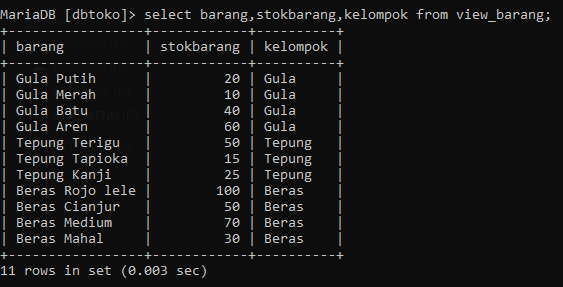 MariaDB [dbtoko]> select barang,stokbarang,kelompok from view_barang;
+------------------+------------+----------+
| barang           | stokbarang | kelompok |
+------------------+------------+----------+
| Gula Putih       |         20 | Gula     |
| Gula Merah       |         10 | Gula     |
| Gula Batu        |         40 | Gula     |
| Gula Aren        |         60 | Gula     |
| Tepung Terigu    |         50 | Tepung   |
| Tepung Tapioka   |         15 | Tepung   |
| Tepung Kanji     |         25 | Tepung   |
| Beras Rojo lele  |        100 | Beras    |
| Beras Cianjur    |         50 | Beras    |
| Beras Medium     |         70 | Beras    |
| Beras Mahal      |         30 | Beras    |
+------------------+------------+----------+
11 rows in set (0.003 sec)